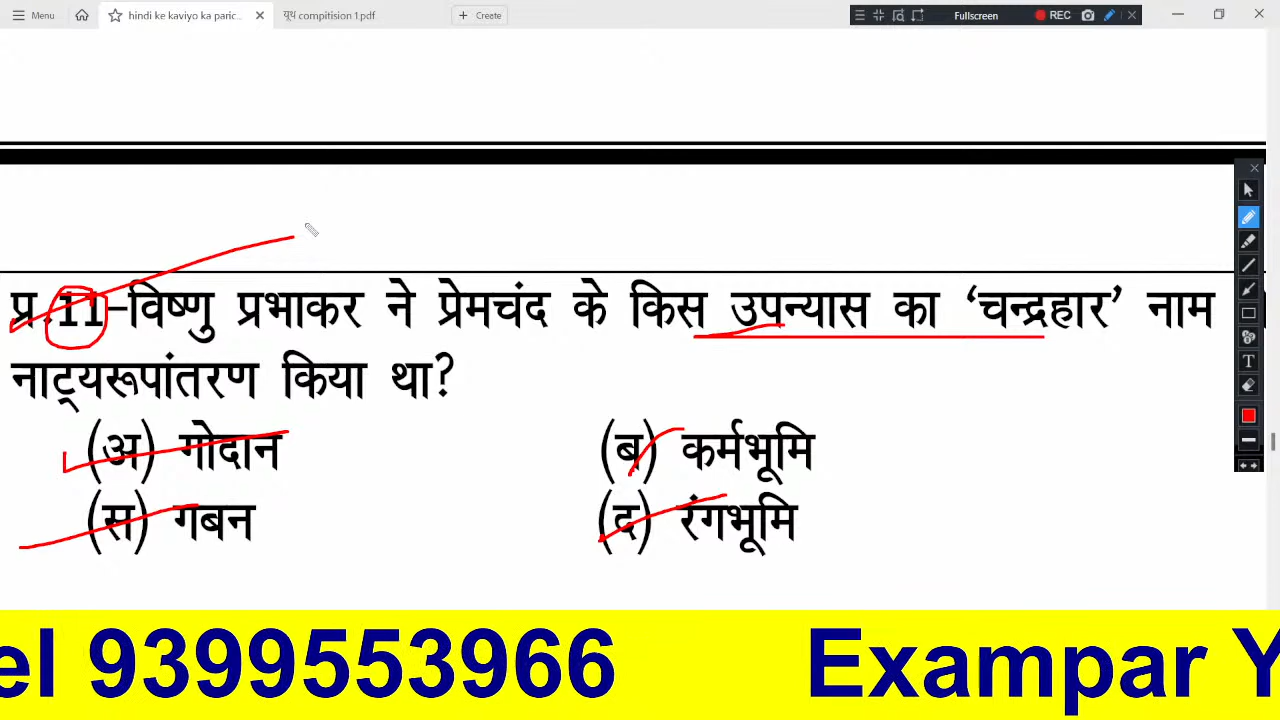 Menu hindi ke kaviyo ka paric... यूथ compitision 1.pdf Create Fullscreen REC
प्र.11-विष्णु प्रभाकर ने प्रेमचंद के किस उपन्यास का ‘चन्द्रहार’ नाम
नाट्यरूपांतरण किया था?
(अ) गोदान (ब) कर्मभूमि
(स) गबन (द) रंगभूमि
el 9399553966 Exampar Y